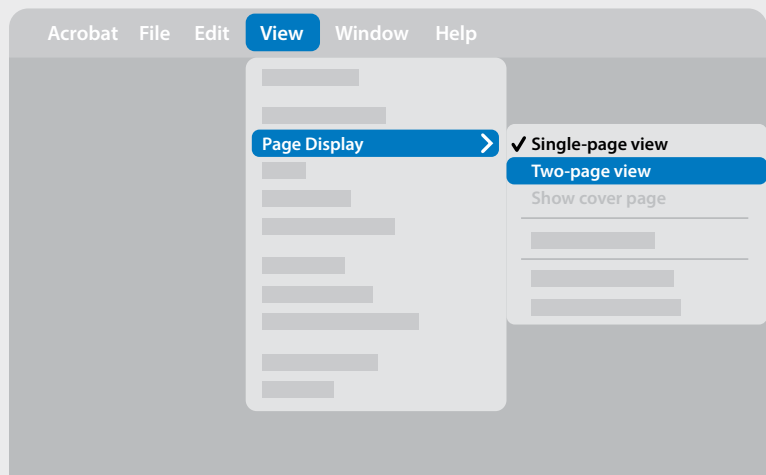 Acrobat File Edit View Window Help
Page Display
Single-page view
Two-page view
Show cover page